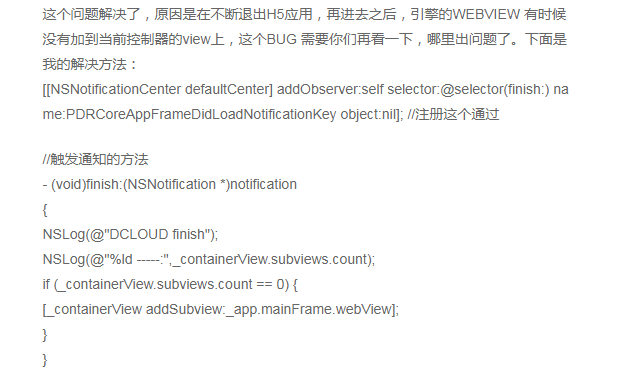 这个问题解决了，原因是在不断退出H5应用，再进去之后，引擎的WEBVIEW 有时候
没有加到当前控制器的view上，这个BUG 需要你们再看一下，哪里出问题了。下面是
我的解决方法：
[[NSNotificationCenter defaultCenter] addObserver:self selector:@selector(finish:) na
me:PDRCoreAppFrameDidLoadNotificationKey object:nil]; //注册这个通过
//触发通知的方法
- (void)finish:(NSNotification *)notification
{
NSLog(@"DCLOUD finish");
NSLog(@"%ld -----:",_containerView.subviews.count);
if (_containerView.subviews.count == 0) {
[_containerView addSubview:_app.mainFrame.webView];
}
}